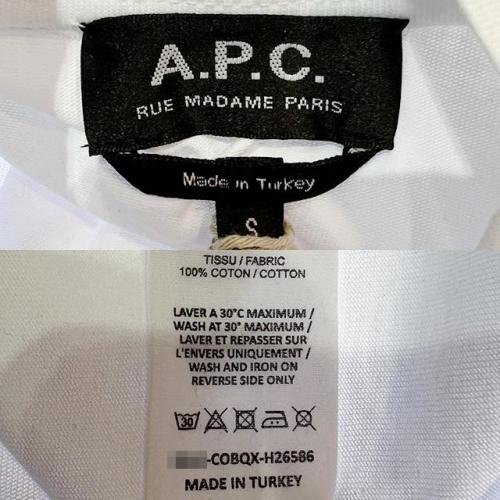 A.P.C.
RUE MADAME PARIS
Made in Turkey
S
TISSU / FABRIC
100% COTON / COTTON
LAVER A 30°C MAXIMUM /
WASH AT 30° MAXIMUM /
LAVER ET REPASSER SUR
L'ENVERS UNIQUEMENT /
WASH AND IRON ON
REVERSE SIDE ONLY
30
-COBQX-H26586
MADE IN TURKEY